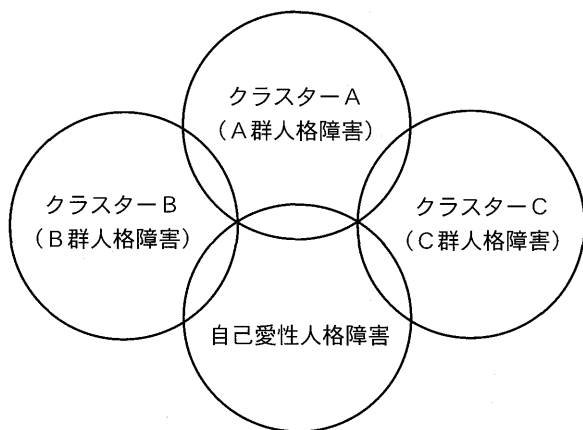 クラスターA
（A群人格障害）
クラスターB
（B群人格障害）
クラスターC
（C群人格障害）
自己愛性人格障害